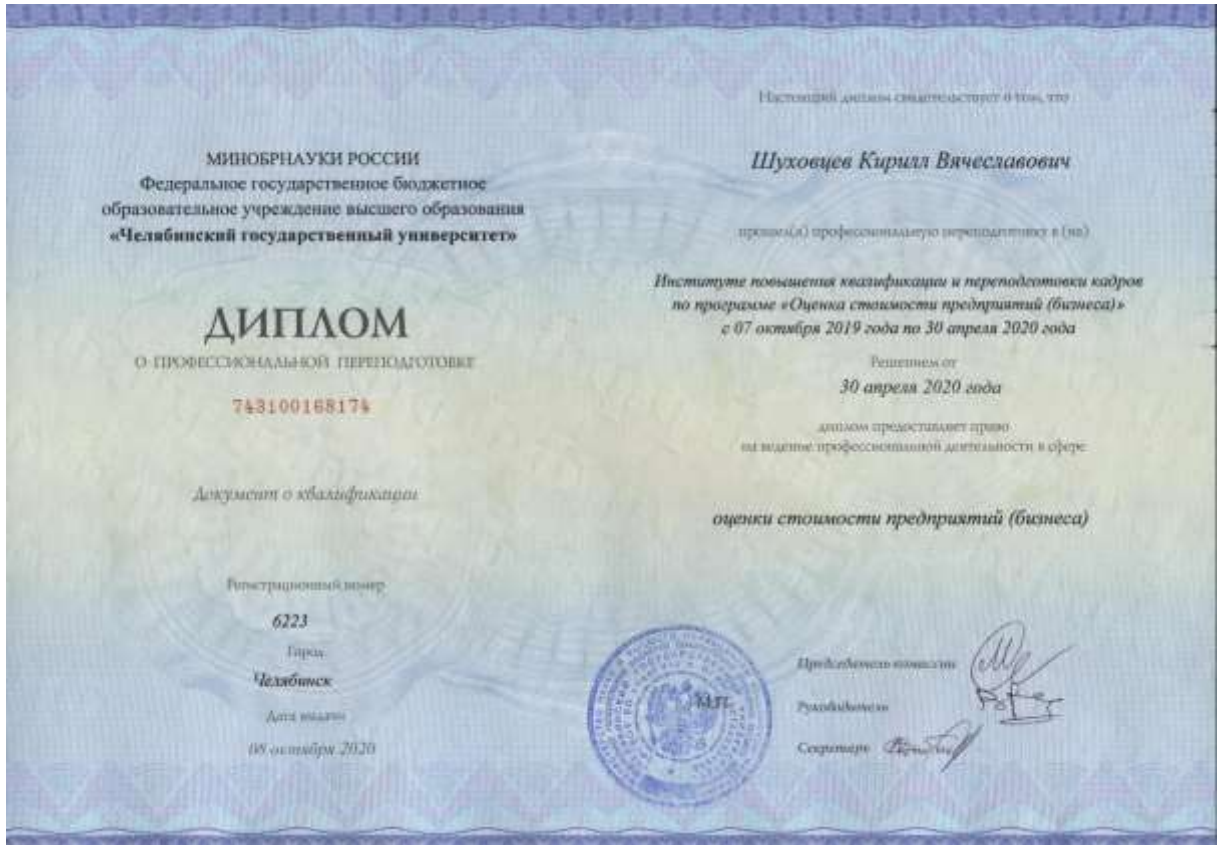 МИНОБРНАУКИ РОССИИ
Федеральное государственное бюджетное
образовательное учреждение высшего образования
«Челябинский государственный университет»
ДИПЛОМ
О ПРОФЕССИОНАЛЬНОЙ ПЕРЕПОДГОТОВКЕ
743100168174
Документ о квалификации
Регистрационный номер
6223
Город
Челябинск
Дата выдачи
08 октября 2020
Настоящий диплом свидетельствует о том, что
Шуховцев Кирилл Вячеславович
прошел(а) профессиональную переподготовку в (на)
Институте повышения квалификации и переподготовки кадров
по программе «Оценка стоимости предприятий (бизнеса)»
с 07 октября 2019 года по 30 апреля 2020 года
Решением от
30 апреля 2020 года
диплом предоставляет право
на ведение профессиональной деятельности в сфере
оценки стоимости предприятий (бизнеса)
М.П.
Председатель комиссии
Руководитель
Секретарь